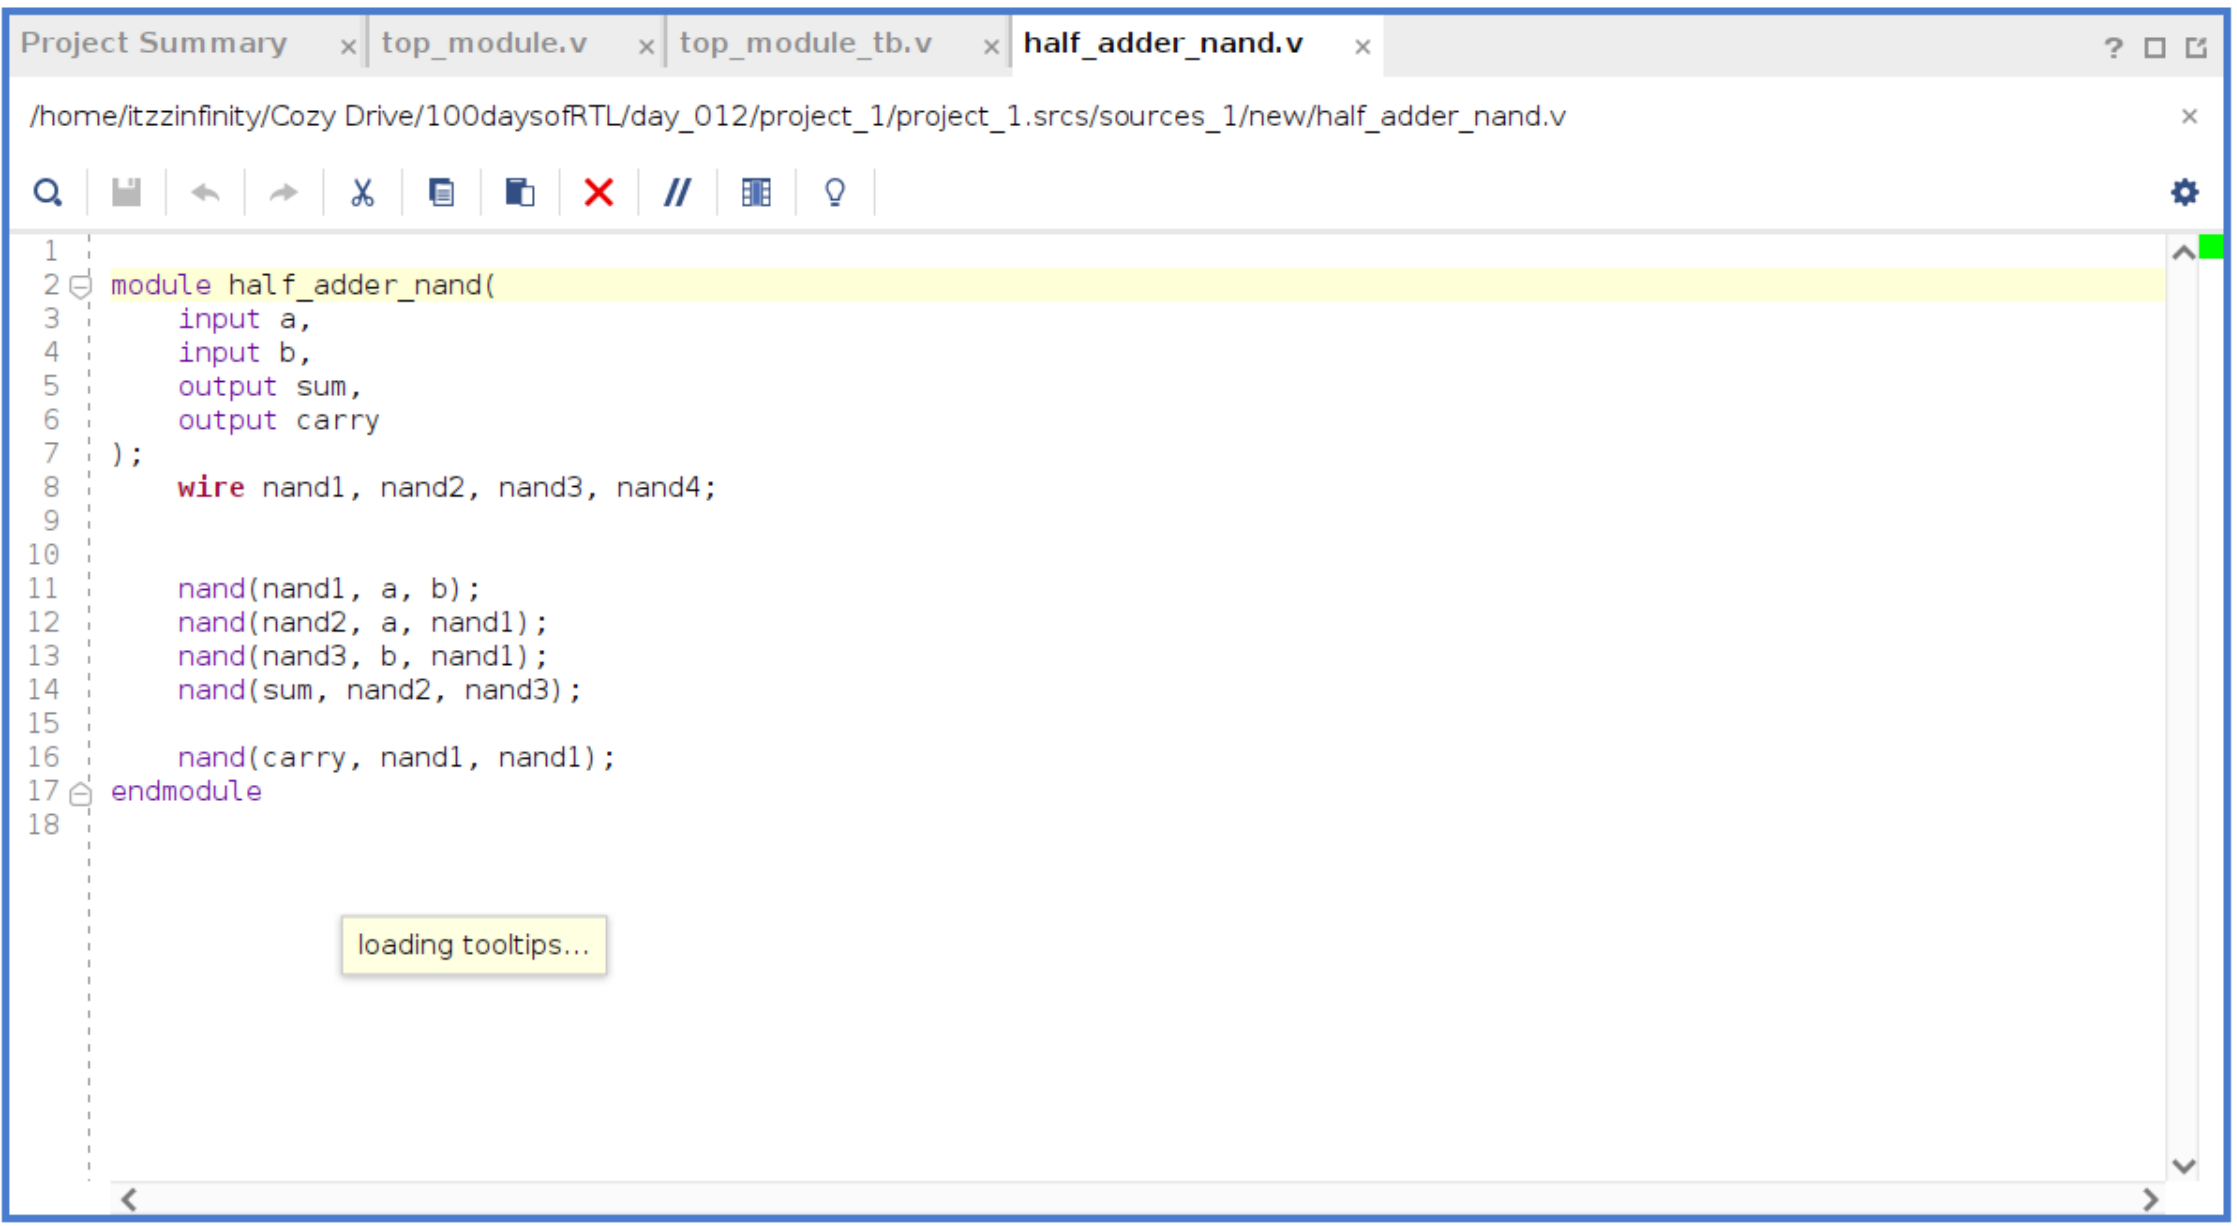 Project Summary × top_module.v × top_module_tb.v × half_adder_nand.v × ?
/home/itzzinfinity/Cozy Drive/100daysofRTL/day_012/project_1/project_1.srcs/sources_1/new/half_adder_nand.v ×
1
2 module half_adder_nand(
3 input a,
4 input b,
5 output sum,
6 output carry
7 );
8 wire nand1, nand2, nand3, nand4;
9
10
11 nand(nand1, a, b);
12 nand(nand2, a, nand1);
13 nand(nand3, b, nand1);
14 nand(sum, nand2, nand3);
15
16 nand(carry, nand1, nand1);
17 endmodule
18
loading tooltips...